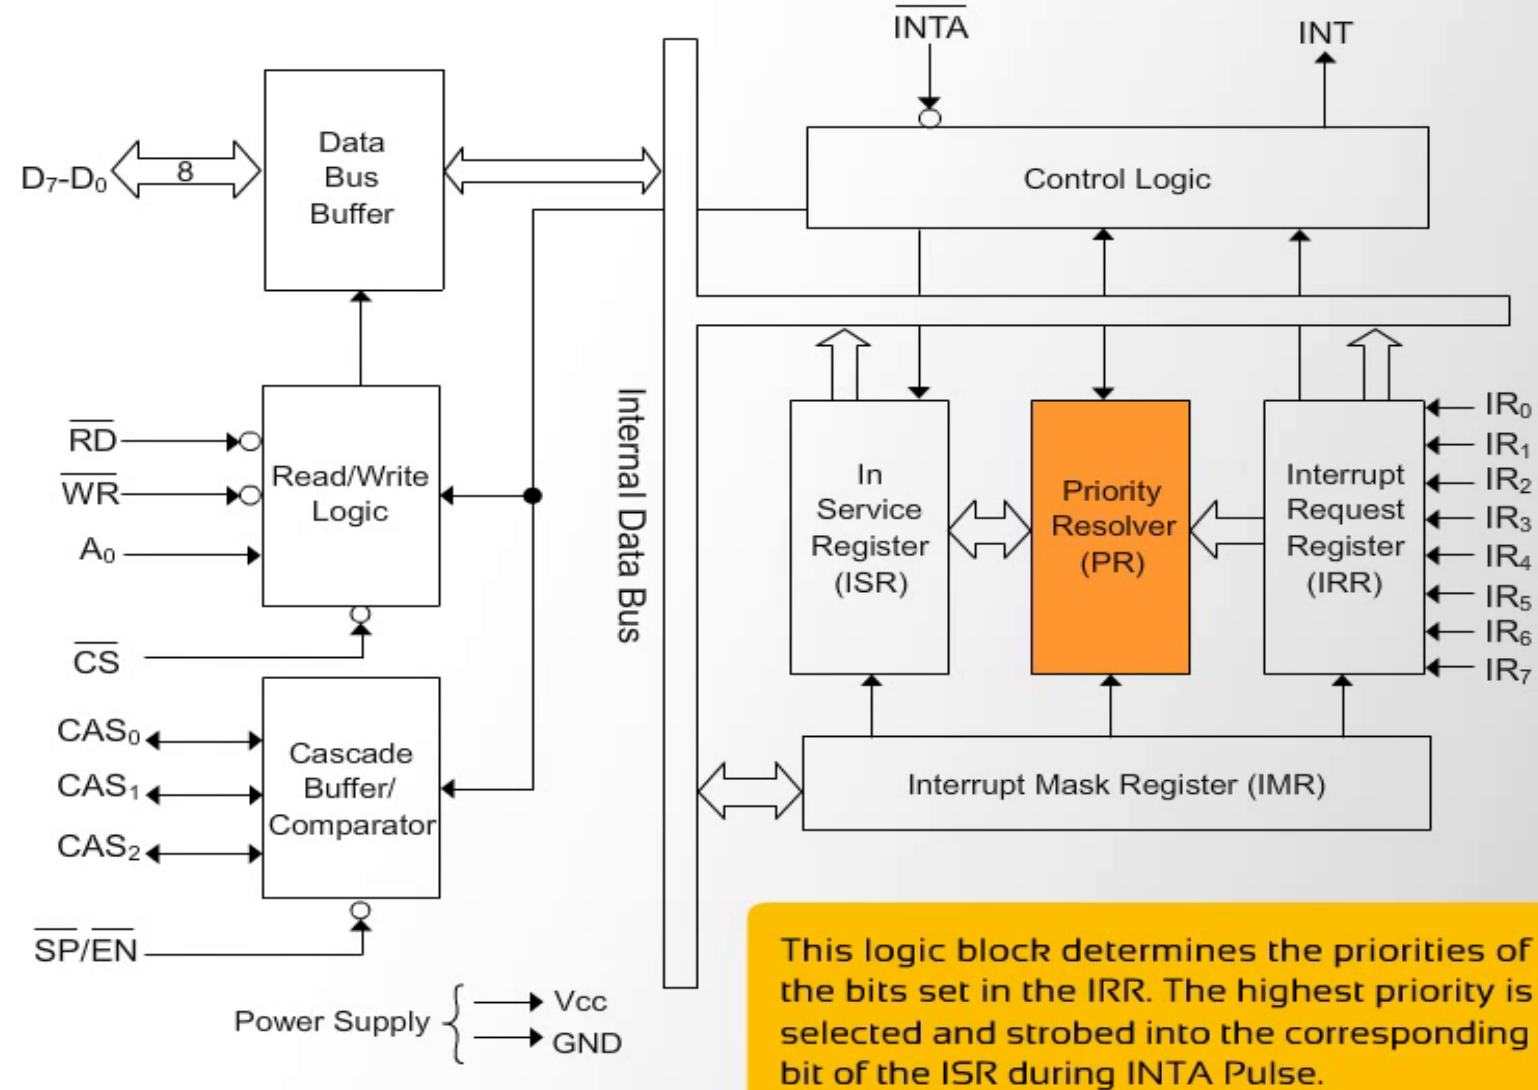 INTA
INT
Data
Bus
Buffer
D₇-D₀
8
Control Logic
Internal Data Bus
RD
WR
A₀
Read/Write
Logic
CS
In
Service
Register
(ISR)
Priority
Resolver
(PR)
Interrupt
Request
Register
(IRR)
IR₀
IR₁
IR₂
IR₃
IR₄
IR₅
IR₆
IR₇
CAS₀
CAS₁
CAS₂
Cascade
Buffer/
Comparator
Interrupt Mask Register (IMR)
SP/EN
Power Supply
Vcc
GND
This logic block determines the priorities of
the bits set in the IRR. The highest priority is
selected and strobed into the corresponding
bit of the ISR during INTA Pulse.